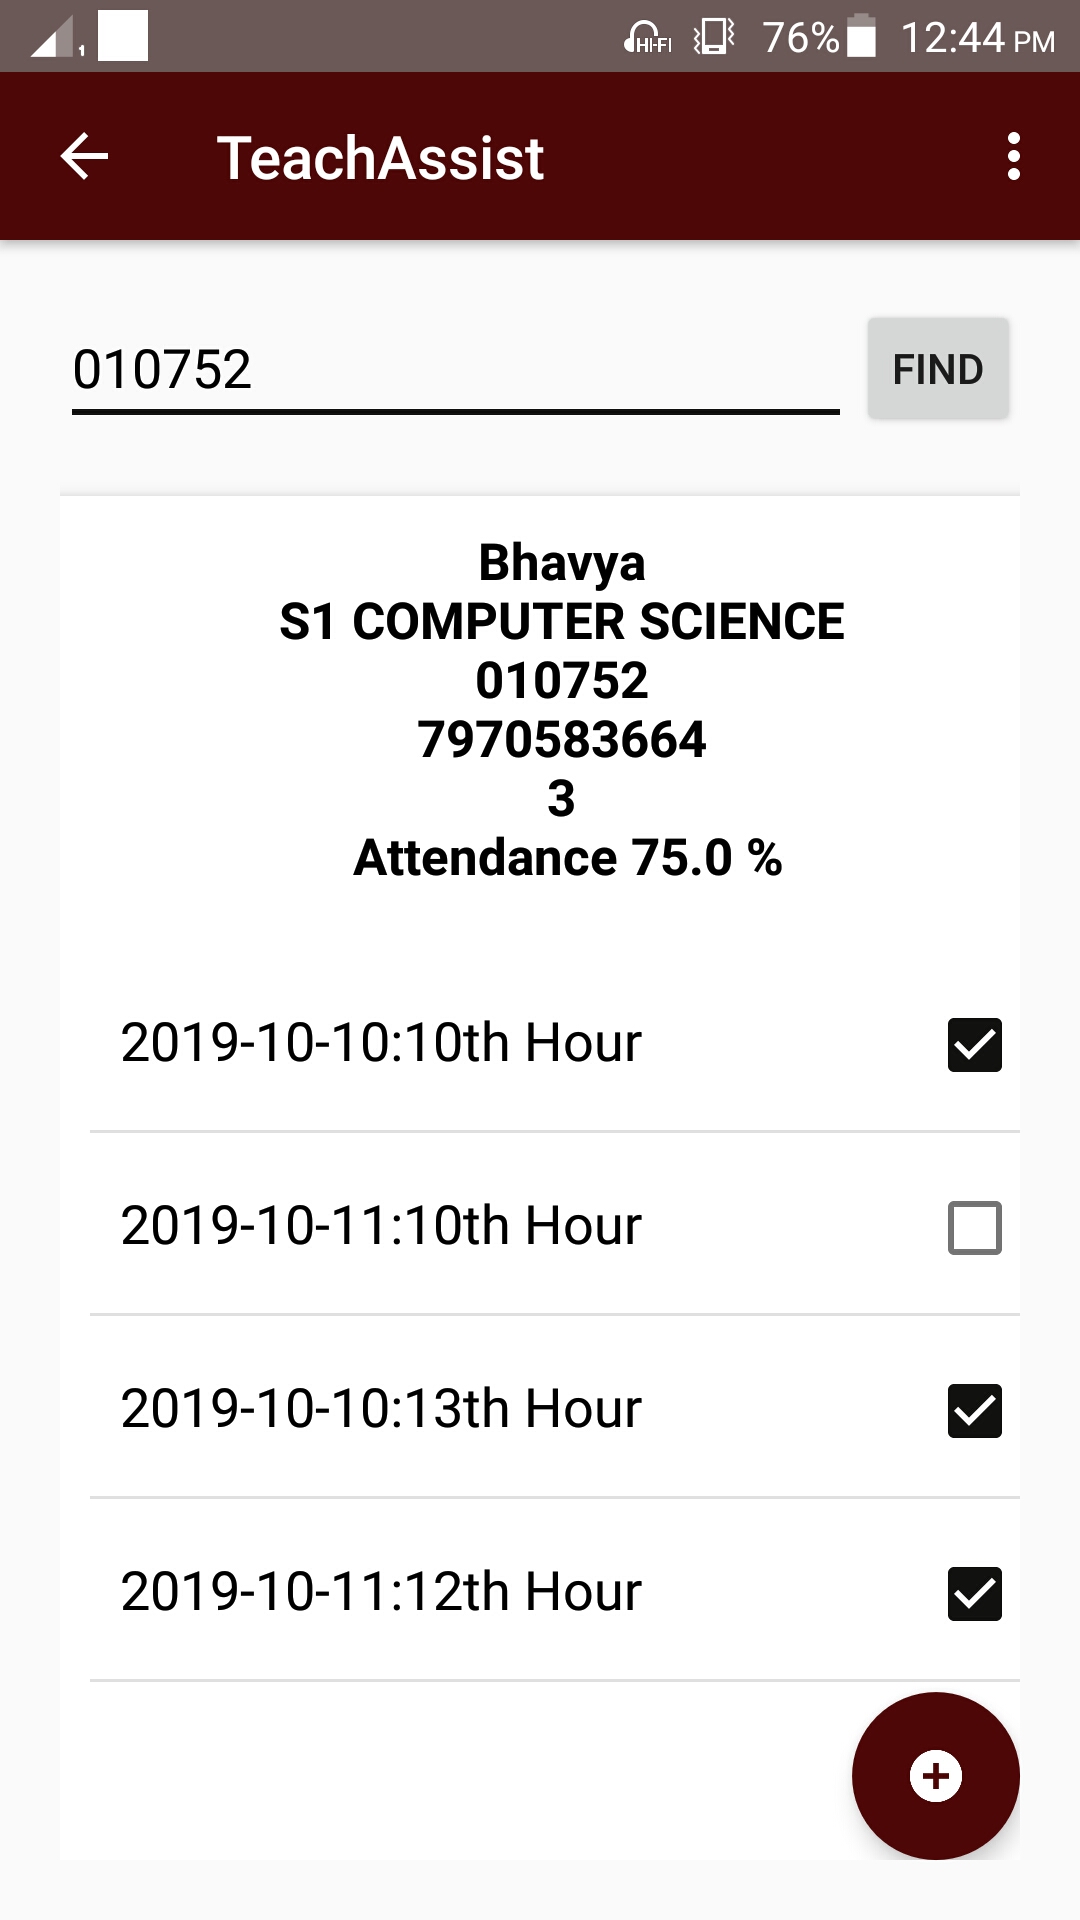 1 HI-FI 76% 12:44 PM
TeachAssist
010752 FIND
Bhavya
S1 COMPUTER SCIENCE
010752
7970583664
3
Attendance 75.0 %
2019-10-10:10th Hour
2019-10-11:10th Hour
2019-10-10:13th Hour
2019-10-11:12th Hour